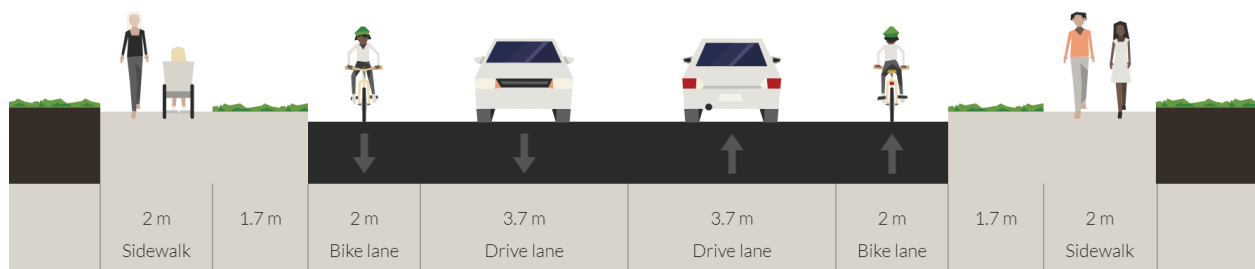 2 m
Sidewalk
1.7 m
2 m
Bike lane
3.7 m
Drive lane
3.7 m
Drive lane
2 m
Bike lane
1.7 m
2 m
Sidewalk